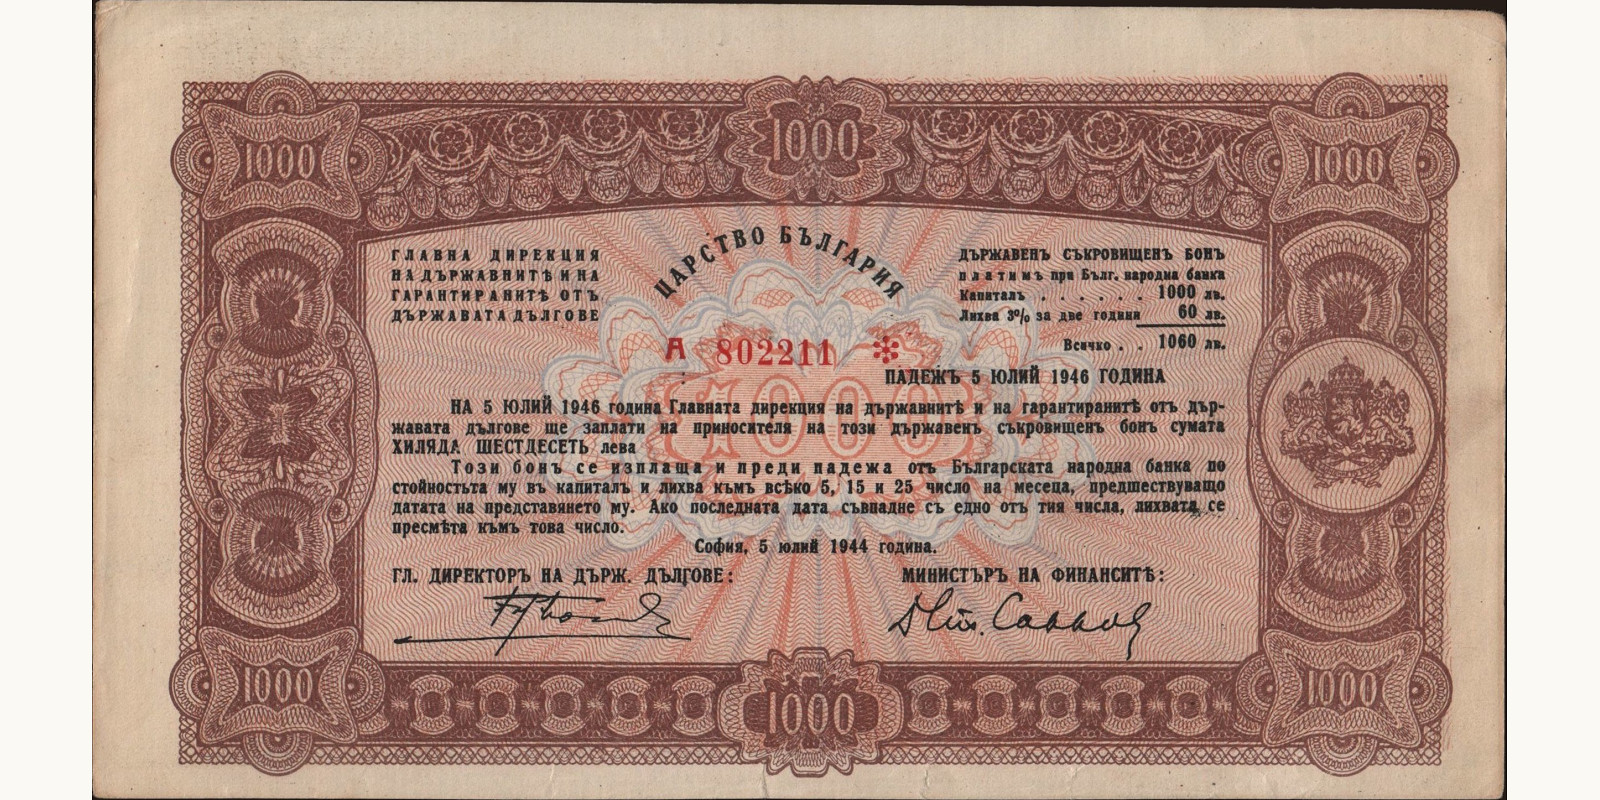 1000 1000 1000
ЦАРСТВО БЪЛГАРИЯ
ГЛАВНА ДИРЕКЦИЯ
НА ДЪРЖАВНИТѢ И НА
ГАРАНТИРАНИТѢ ОТЪ
ДЪРЖАВАТА ДЪЛГОВЕ
ДЪРЖАВЕНЪ СЪКРОВИЩЕНЪ БОНЪ
платимъ при Бълг. народна банка
Капиталъ . . . . . . 1000 лв.
Лихва 3% за две години 60 лв.
Всичко . . 1060 лв.
А 802211 *
ПАДЕЖЪ 5 ЮЛИЙ 1946 ГОДИНА
1000
НА 5 ЮЛИЙ 1946 година Главната дирекция на държавнитѣ и на гарантиранитѣ отъ дър-
жавата дългове ще заплати на приносителя на този държавенъ съкровищенъ бонъ сумата
ХИЛЯДА ШЕСТДЕСЕТЬ лева
Този бонъ се изплаща и преди падежа отъ Българската народна банка по
стойностьта му въ капиталъ и лихва къмъ всѣко 5, 15 и 25 число на месеца, предшествуващо
датата на представянето му. Ако последната дата съвпадне съ едно отъ тия числа, лихвата се
пресмѣта къмъ това число.
София, 5 юлий 1944 година.
ГЛ. ДИРЕКТОРЪ НА ДЪРЖ. ДЪЛГОВЕ:
МИНИСТЪРЪ НА ФИНАНСИТѢ:
1000 1000 1000